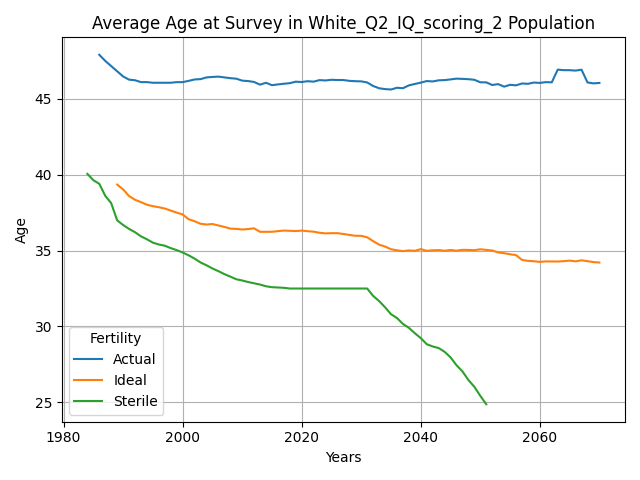 Average Age at Survey in White_Q2_IQ_scoring_2 Population
45
40
35
30
25
Age
Fertility
Actual
Ideal
Sterile
1980
2000
2020
2040
2060
Years